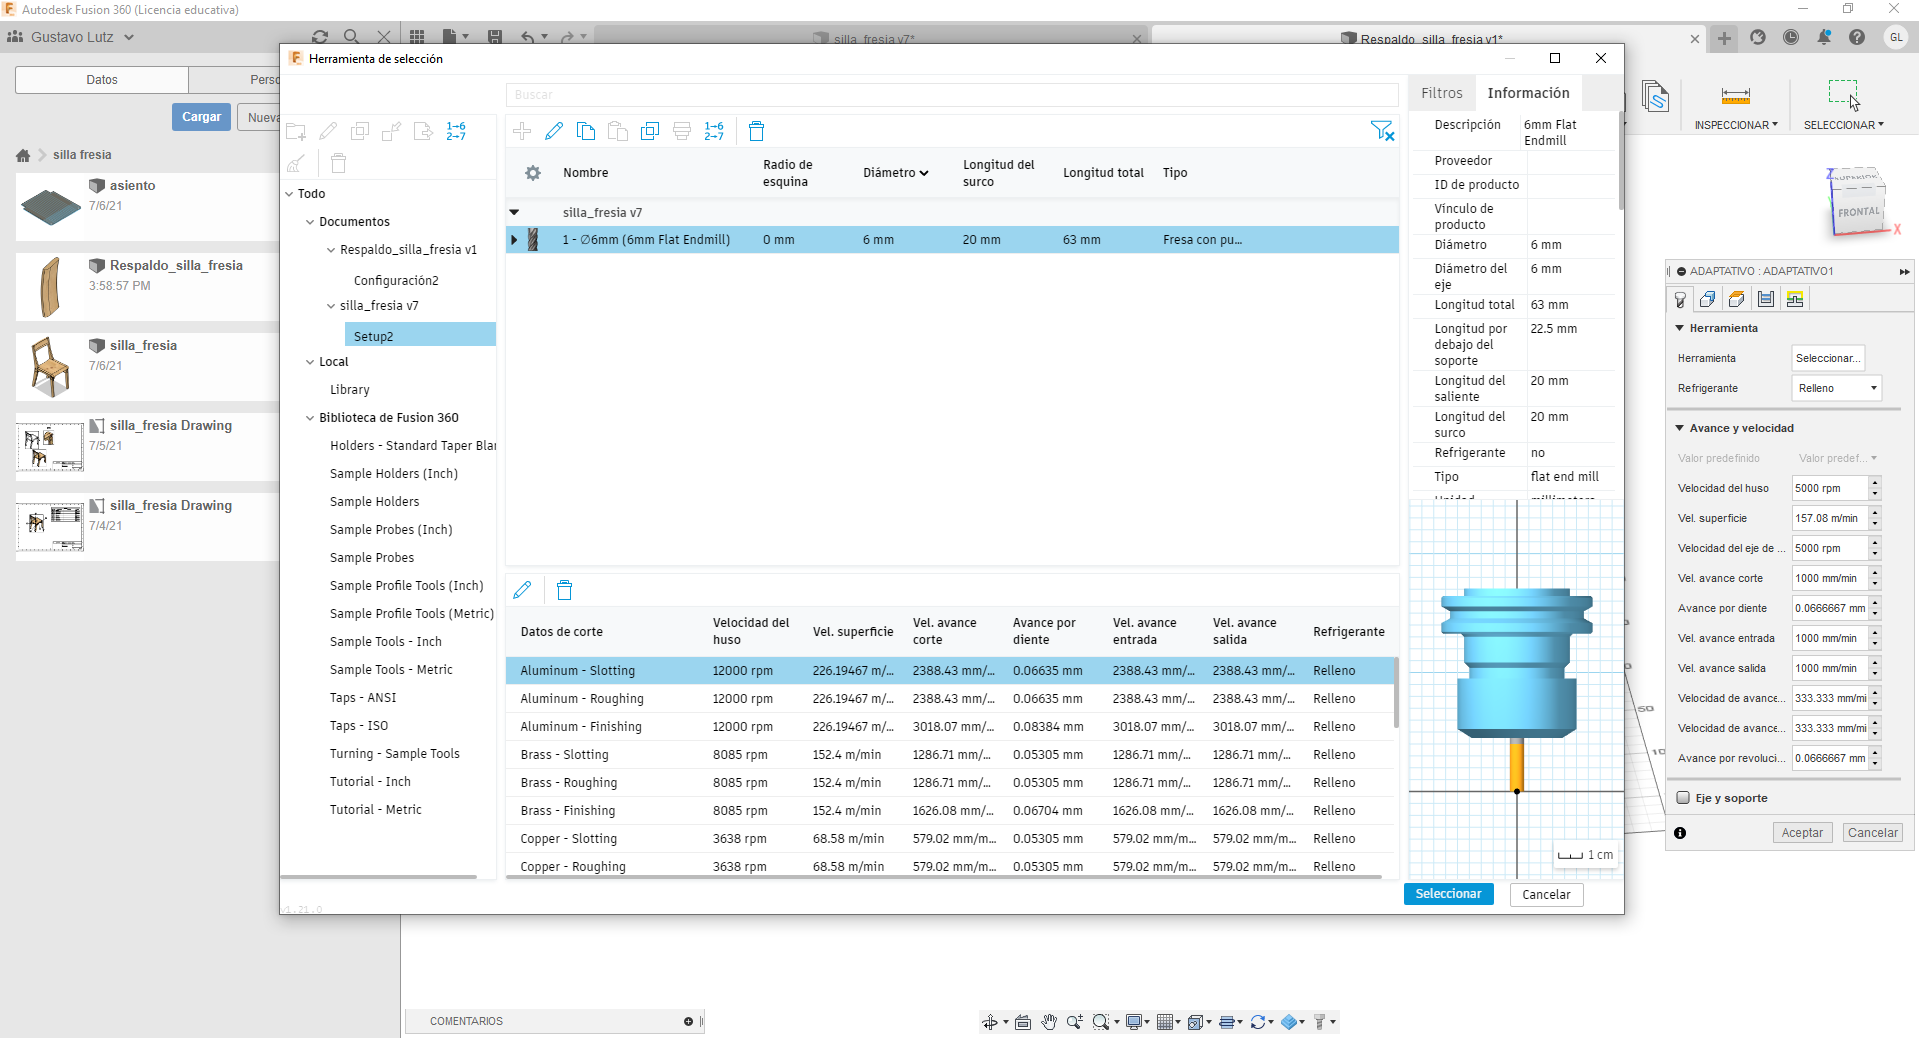 Autodesk Fusion 360 (Licencia educativa)
Gustavo Lutz
silla_fresia v7*
Respaldo_silla_fresia v1*
GL
Datos
Perso
Cargar
Nueva
silla fresia
asiento
7/6/21
Respaldo_silla_fresia
3:58:57 PM
silla_fresia
7/6/21
silla_fresia Drawing
7/5/21
silla_fresia Drawing
7/4/21
Herramienta de selección
Buscar
1→6
2→7
1→6
2→7
Todo
Documentos
Respaldo_silla_fresia v1
Configuración2
silla_fresia v7
Setup2
Local
Library
Biblioteca de Fusion 360
Holders - Standard Taper Blan
Sample Holders (Inch)
Sample Holders
Sample Probes (Inch)
Sample Probes
Sample Profile Tools (Inch)
Sample Profile Tools (Metric)
Sample Tools - Inch
Sample Tools - Metric
Taps - ANSI
Taps - ISO
Turning - Sample Tools
Tutorial - Inch
Tutorial - Metric
v1.21.0
Nombre Radio de esquina Diámetro Longitud del surco Longitud total Tipo
silla_fresia v7
1 - ∅6mm (6mm Flat Endmill) 0 mm 6 mm 20 mm 63 mm Fresa con pu...
Datos de corte Velocidad del huso Vel. superficie Vel. avance corte Avance por diente Vel. avance entrada Vel. avance salida Refrigerante
Aluminum - Slotting 12000 rpm 226.19467 m/... 2388.43 mm/... 0.06635 mm 2388.43 mm/... 2388.43 mm/... Relleno
Aluminum - Roughing 12000 rpm 226.19467 m/... 2388.43 mm/... 0.06635 mm 2388.43 mm/... 2388.43 mm/... Relleno
Aluminum - Finishing 12000 rpm 226.19467 m/... 3018.07 mm/... 0.08384 mm 3018.07 mm/... 3018.07 mm/... Relleno
Brass - Slotting 8085 rpm 152.4 m/min 1286.71 mm/... 0.05305 mm 1286.71 mm/... 1286.71 mm/... Relleno
Brass - Roughing 8085 rpm 152.4 m/min 1286.71 mm/... 0.05305 mm 1286.71 mm/... 1286.71 mm/... Relleno
Brass - Finishing 8085 rpm 152.4 m/min 1626.08 mm/... 0.06704 mm 1626.08 mm/... 1626.08 mm/... Relleno
Copper - Slotting 3638 rpm 68.58 m/min 579.02 mm/m... 0.05305 mm 579.02 mm/m... 579.02 mm/m... Relleno
Copper - Roughing 3638 rpm 68.58 m/min 579.02 mm/m... 0.05305 mm 579.02 mm/m... 579.02 mm/m... Relleno
Filtros Información
Descripción 6mm Flat Endmill
Proveedor
ID de producto
Vínculo de producto
Diámetro 6 mm
Diámetro del eje 6 mm
Longitud total 63 mm
Longitud por debajo del soporte 22.5 mm
Longitud del saliente 20 mm
Longitud del surco 20 mm
Refrigerante no
Tipo flat end mill
Unidad millimeters
1 cm
Seleccionar Cancelar
INSPECCIONAR SELECCIONAR
SUPERIOR
FRONTAL
Z
X
ADAPTATIVO : ADAPTATIVO1
Herramienta
Herramienta Seleccionar...
Refrigerante Relleno
Avance y velocidad
Valor predefinido Valor predef...
Velocidad del huso 5000 rpm
Vel. superficie 157.08 m/min
Velocidad del eje de ... 5000 rpm
Vel. avance corte 1000 mm/min
Avance por diente 0.0666667 mm
Vel. avance entrada 1000 mm/min
Vel. avance salida 1000 mm/min
Velocidad de avance... 333.333 mm/mi
Velocidad de avance... 333.333 mm/mi
Avance por revoluci... 0.0666667 mm
Eje y soporte
Aceptar Cancelar
50
COMENTARIOS